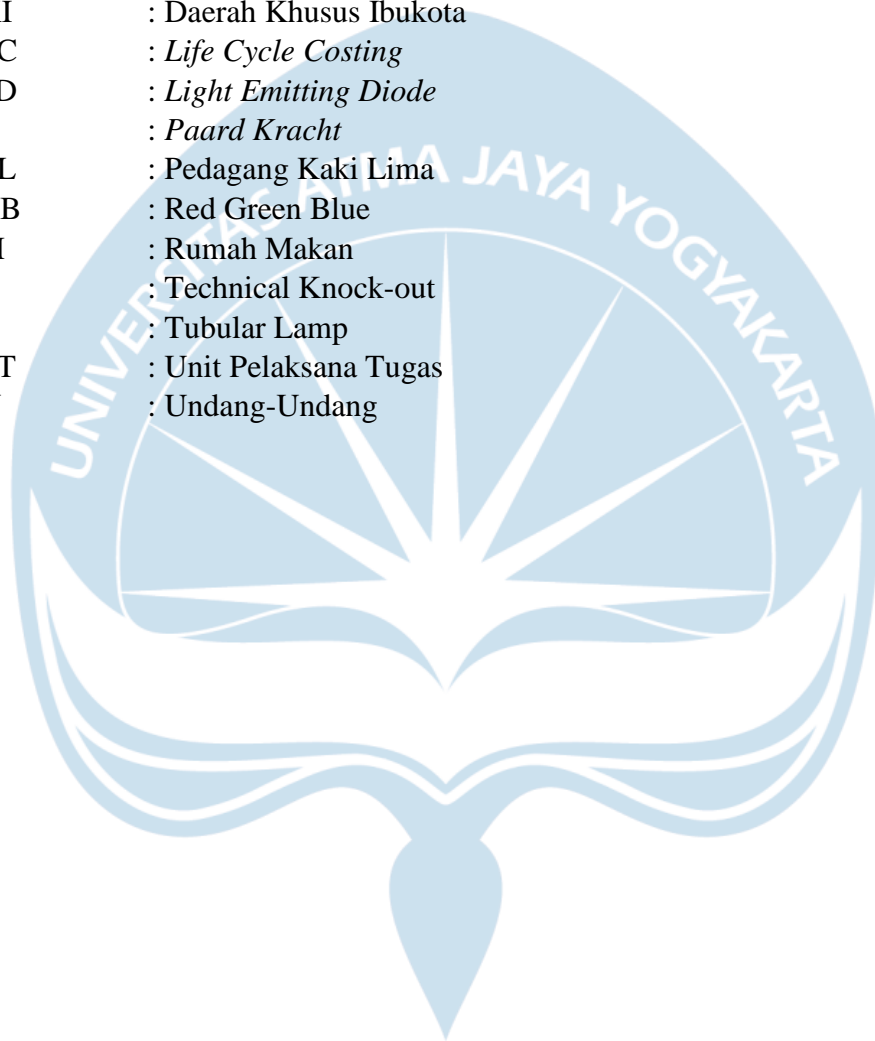 I : Daerah Khusus Ibukota
C : Life Cycle Costing
D : Light Emitting Diode
: Paard Kracht
L : Pedagang Kaki Lima
B : Red Green Blue
I : Rumah Makan
: Technical Knock-out
: Tubular Lamp
T : Unit Pelaksana Tugas
: Undang-Undang
UNIVERSITAS ATMA JAYA YOGYAKARTA